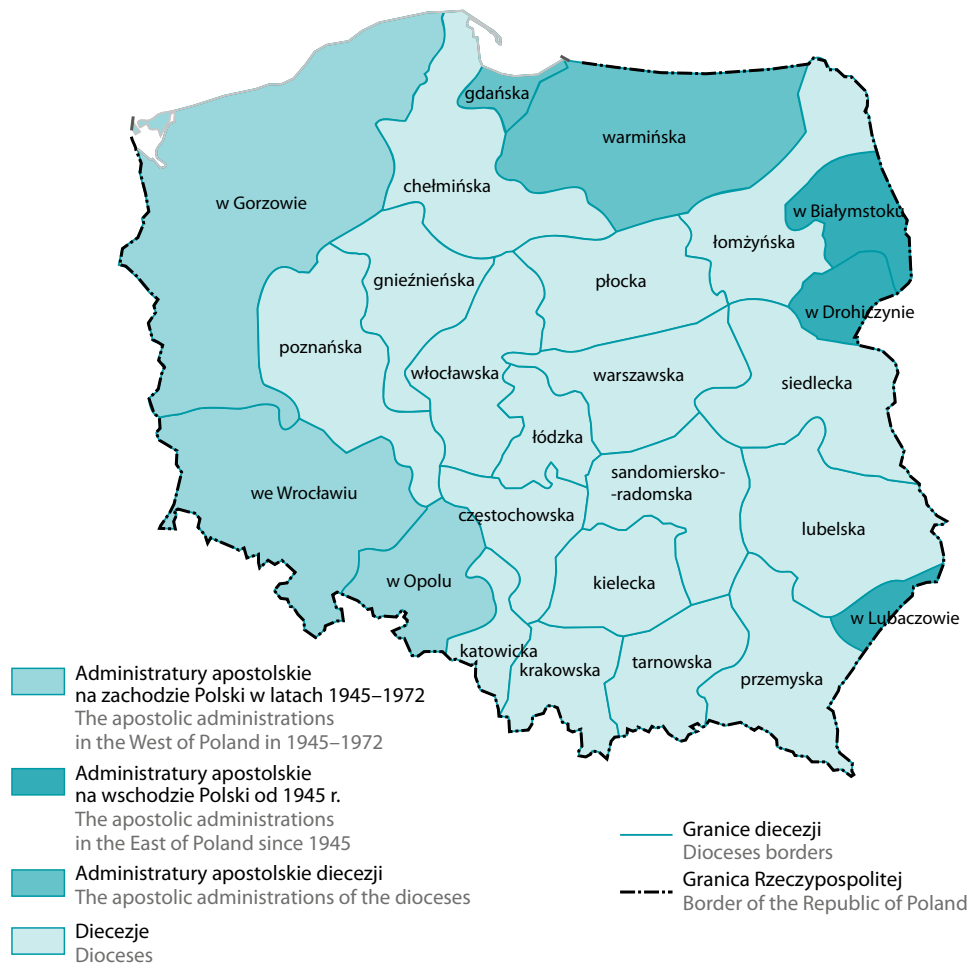 gdańska
warmińska
chełmińska
w Gorzowie
w Białymstoku
łomżyńska
gnieźnieńska
płocka
w Drohiczynie
poznańska
włocławska
warszawska
siedlecka
łódzka
sandomiersko-
-radomska
we Wrocławiu
częstochowska
lubelska
w Opolu
kielecka
w Lubaczowie
katowicka
krakowska
tarnowska
przemyska
Administratury apostolskie
na zachodzie Polski w latach 1945–1972
The apostolic administrations
in the West of Poland in 1945–1972
Administratury apostolskie
na wschodzie Polski od 1945 r.
The apostolic administrations
in the East of Poland since 1945
Administratury apostolskie diecezji
The apostolic administrations of the dioceses
Diecezje
Dioceses
Granice diecezji
Dioceses borders
Granica Rzeczypospolitej
Border of the Republic of Poland